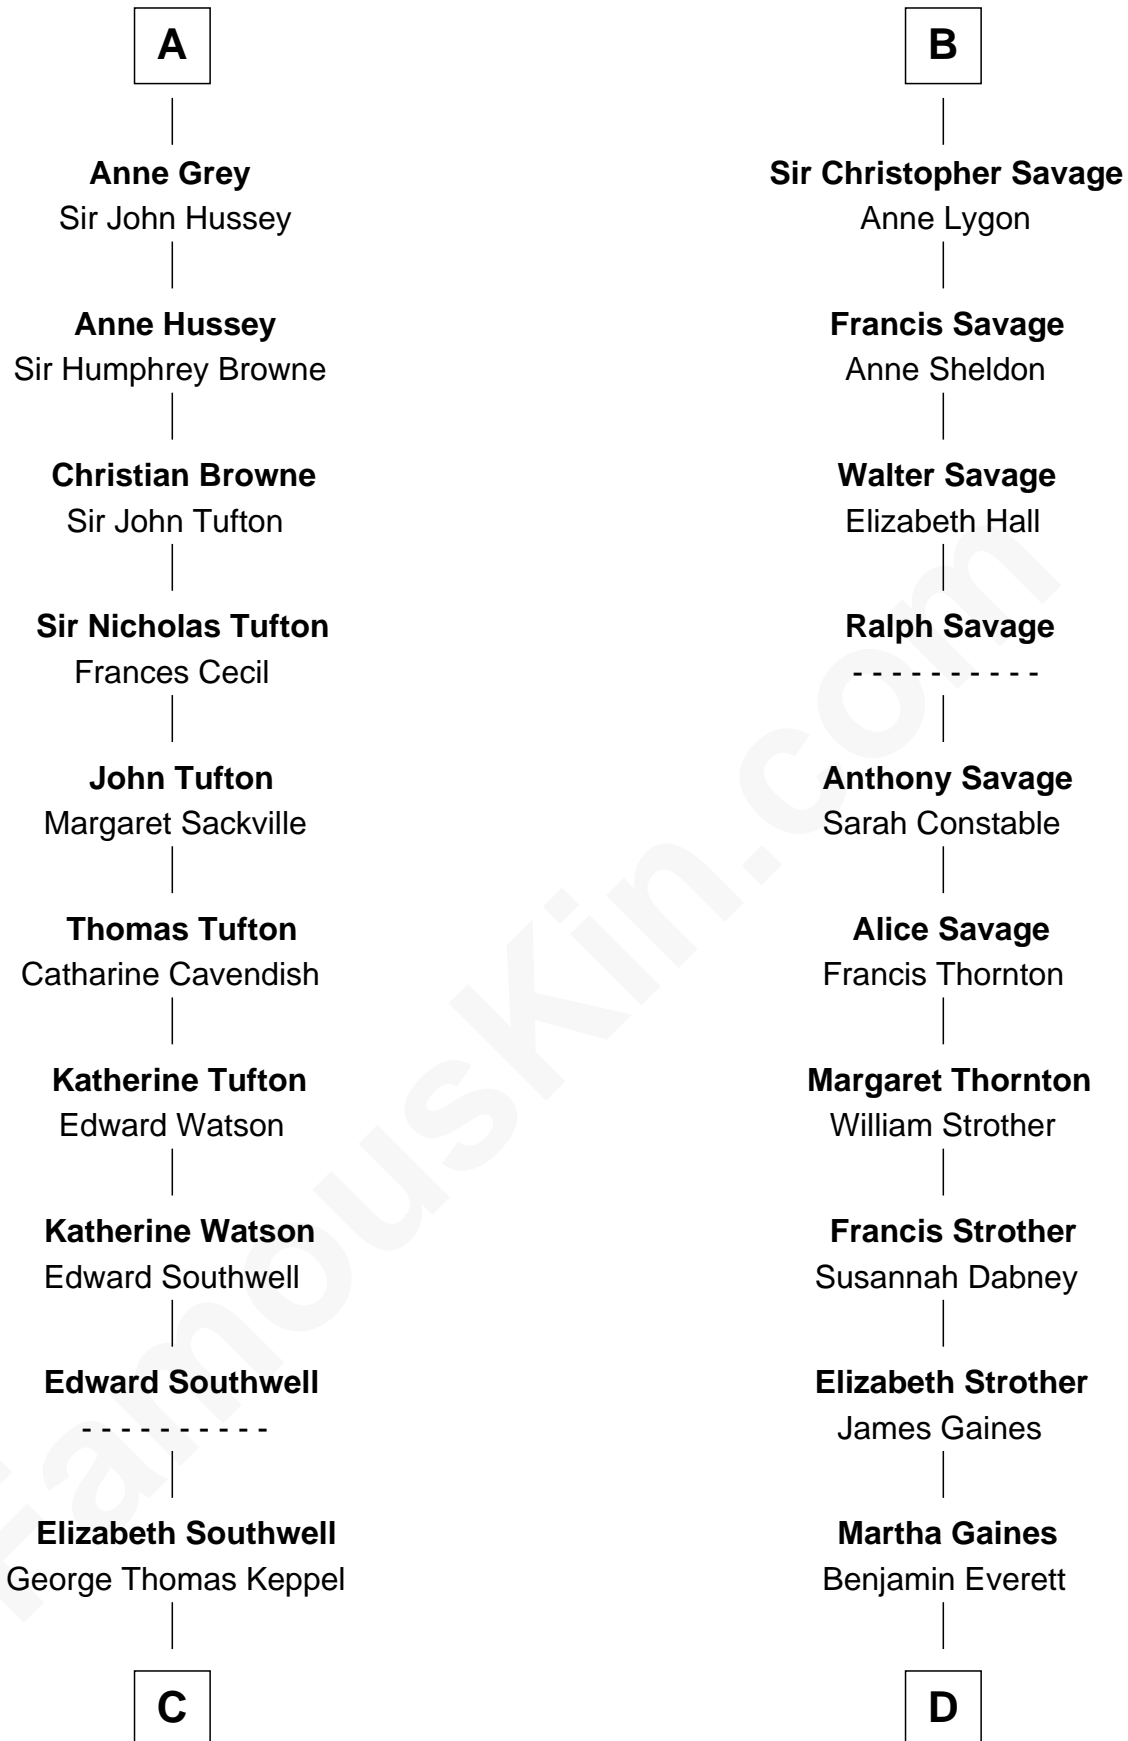 A
Anne Grey
Sir John Hussey
Anne Hussey
Sir Humphrey Browne
Christian Browne
Sir John Tufton
Sir Nicholas Tufton
Frances Cecil
John Tufton
Margaret Sackville
Thomas Tufton
Catharine Cavendish
Katherine Tufton
Edward Watson
Katherine Watson
Edward Southwell
Edward Southwell
- - - - - - - - - -
Elizabeth Southwell
George Thomas Keppel
C
B
Sir Christopher Savage
Anne Lygon
Francis Savage
Anne Sheldon
Walter Savage
Elizabeth Hall
Ralph Savage
- - - - - - - - - -
Anthony Savage
Sarah Constable
Alice Savage
Francis Thornton
Margaret Thornton
William Strother
Francis Strother
Susannah Dabney
Elizabeth Strother
James Gaines
Martha Gaines
Benjamin Everett
D
FamousKin.com